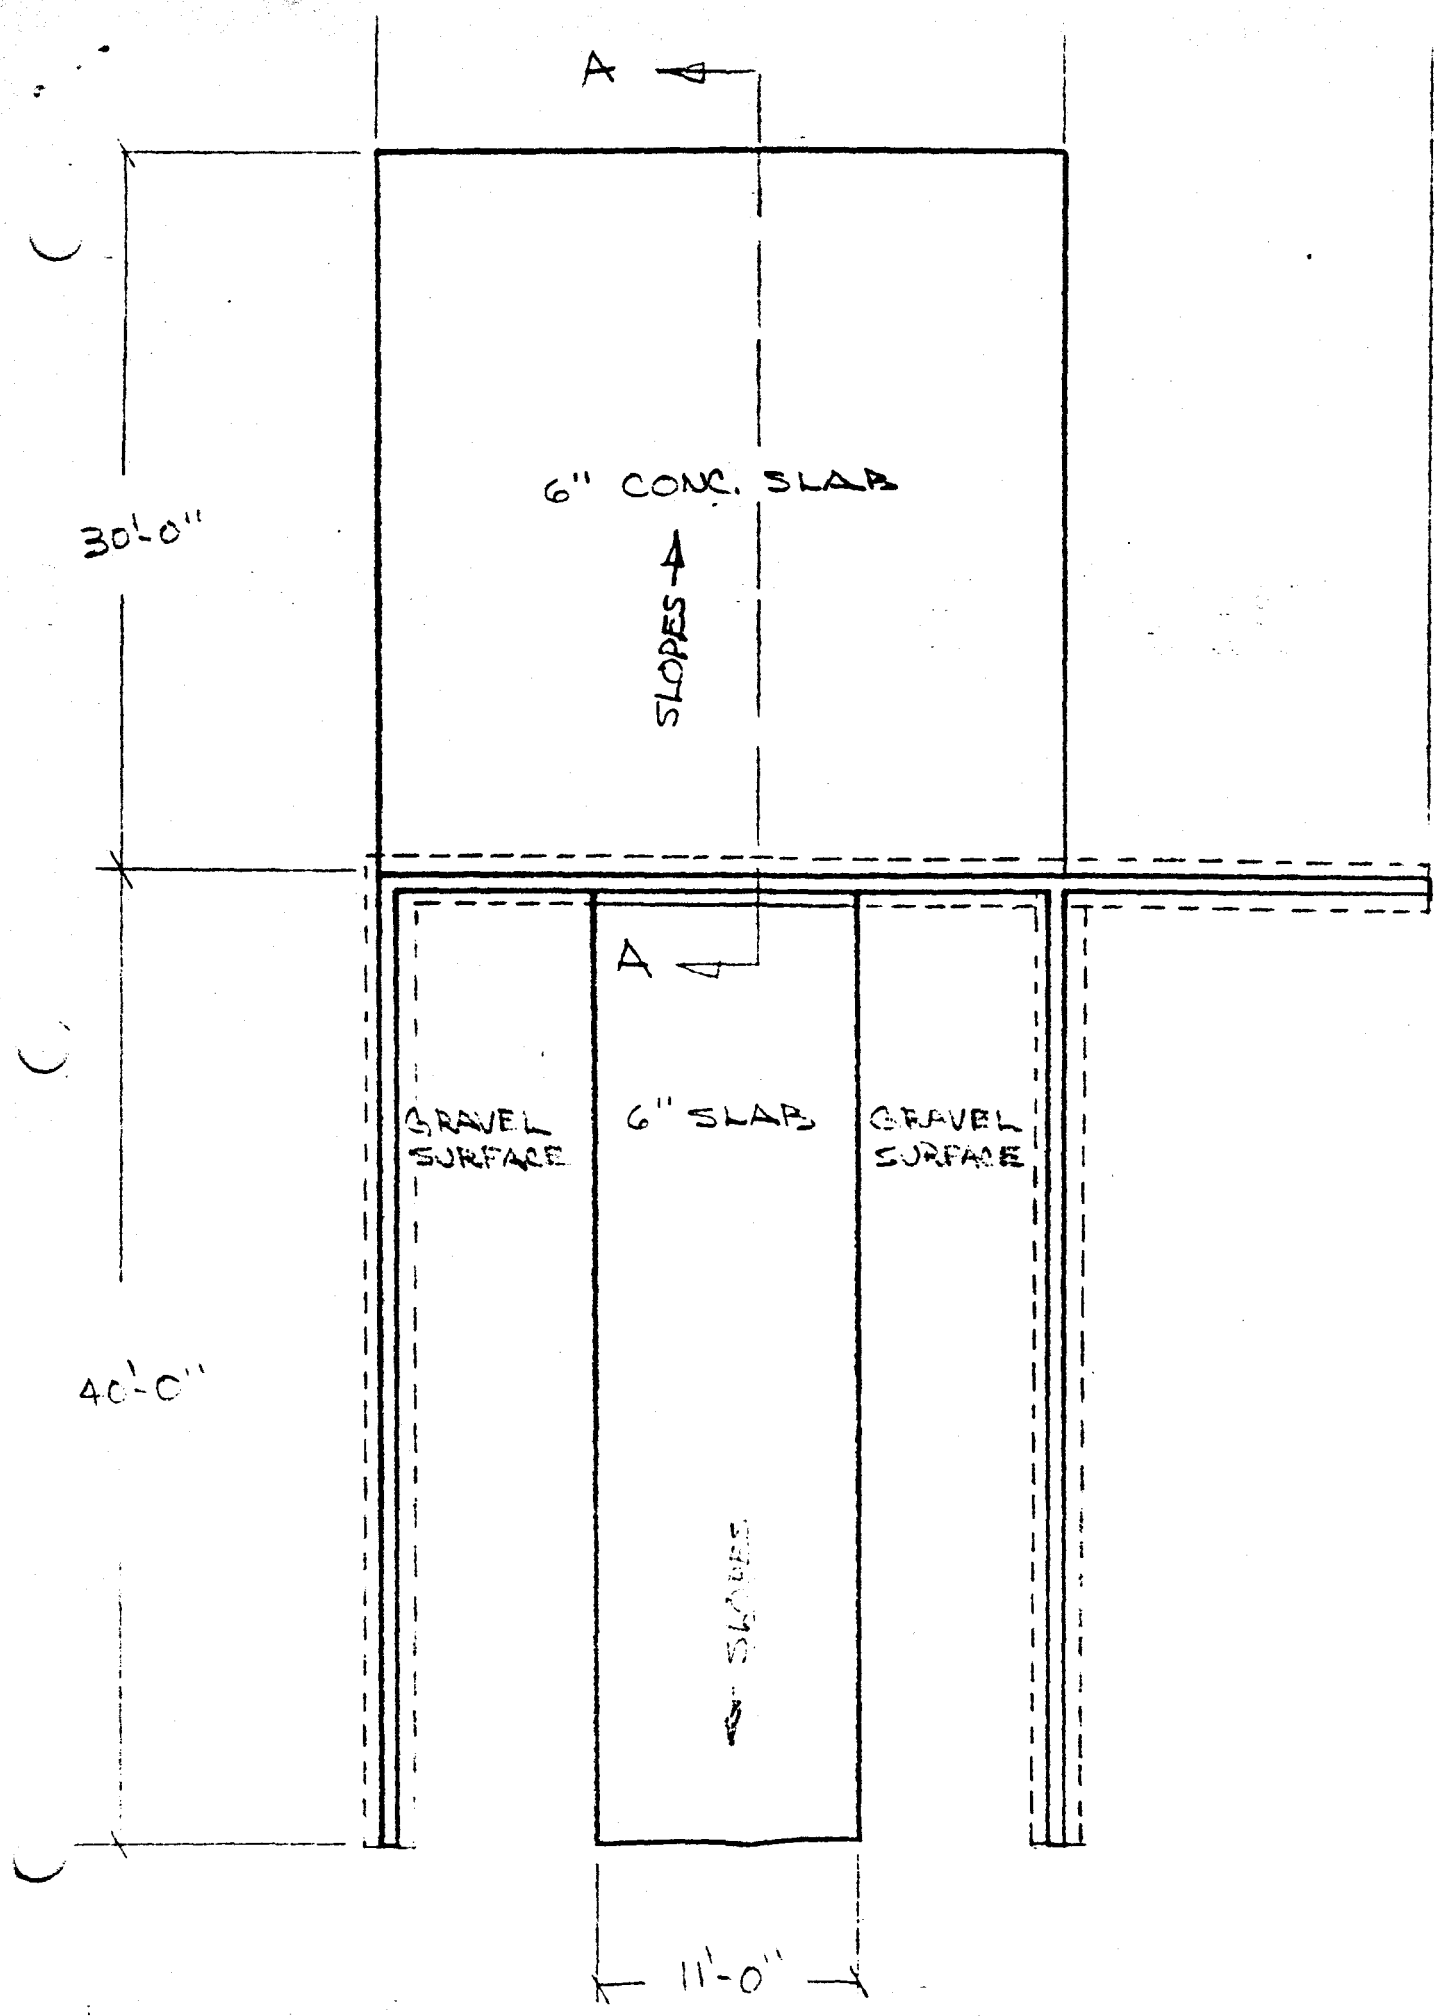 A
6" CONC. SLAB
30'-0"
SLOPES
A
GRAVEL
SURFACE
6" SLAB
GRAVEL
SURFACE
40'-0"
SLOPES
11'-0"